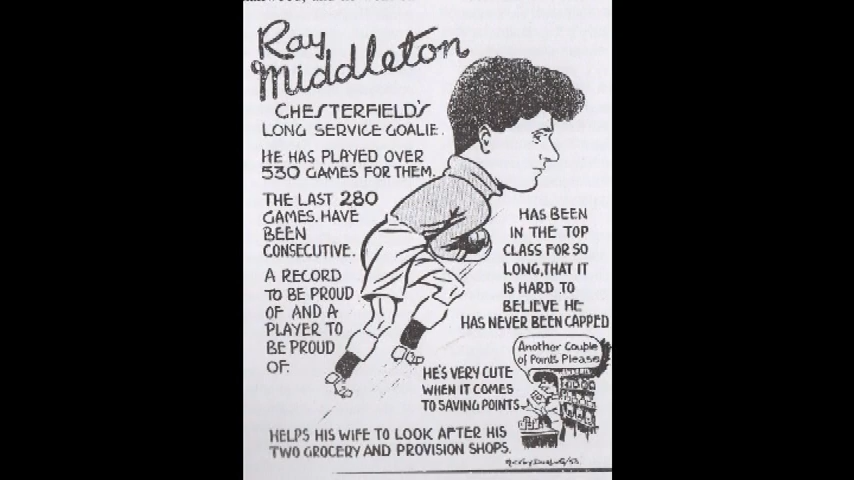 Ray
Middleton
CHESTERFIELD'S
LONG SERVICE GOALIE.
HE HAS PLAYED OVER
530 GAMES FOR THEM.
THE LAST 280
GAMES. HAVE
BEEN
CONSECUTIVE.
A RECORD
TO BE PROUD
OF AND A
PLAYER TO
BE PROUD
OF.
HAS BEEN
IN THE TOP
CLASS FOR SO
LONG, THAT IT
IS HARD TO
BELIEVE HE
HAS NEVER BEEN CAPPED
Another Couple
of Points Please
HE'S VERY CUTE
WHEN IT COMES
TO SAVING POINTS
HELPS HIS WIFE TO LOOK AFTER HIS
TWO GROCERY AND PROVISION SHOPS.